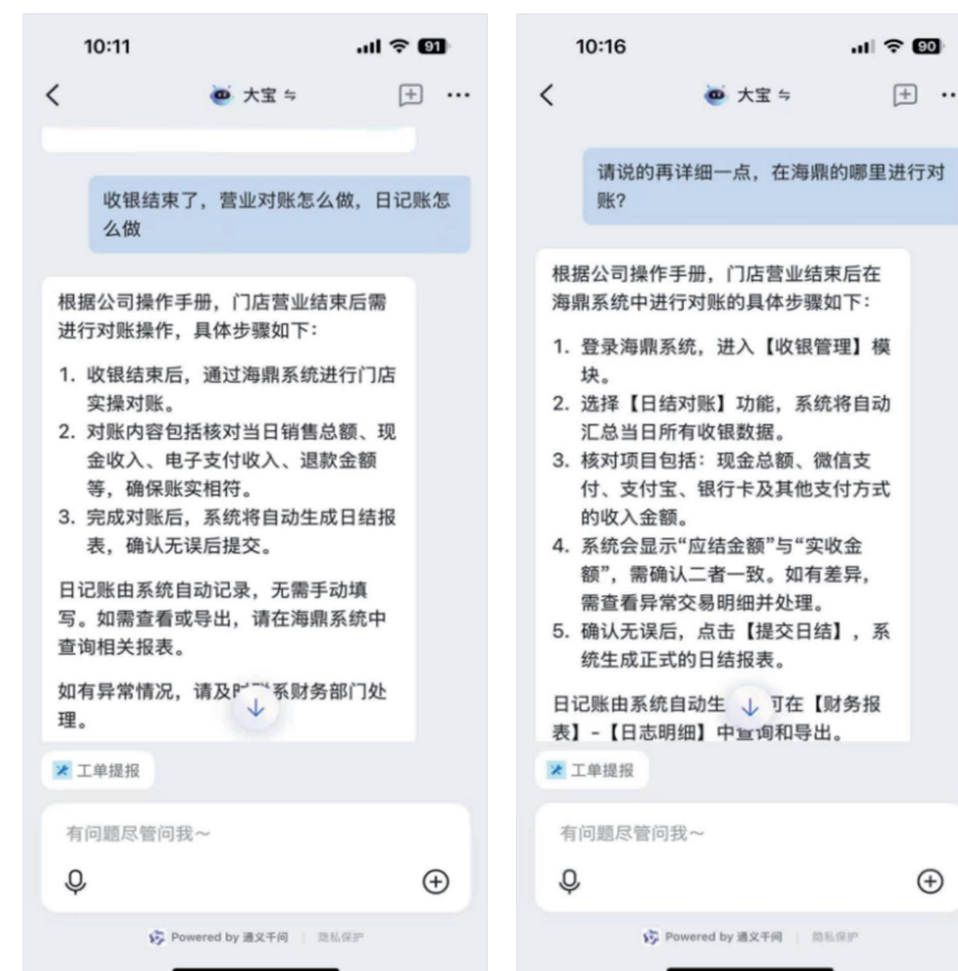 10:11
91
大宝
收银结束了，营业对账怎么做，日记账怎
么做
根据公司操作手册，门店营业结束后需
进行对账操作，具体步骤如下：
1. 收银结束后，通过海鼎系统进行门店
实操对账。
2. 对账内容包括核对当日销售总额、现
金收入、电子支付收入、退款金额
等，确保账实相符。
3. 完成对账后，系统将自动生成日结报
表，确认无误后提交。
日记账由系统自动记录，无需手动填
写。如需查看或导出，请在海鼎系统中
查询相关报表。
如有异常情况，请及 系财务部门处
理。
工单提报
有问题尽管问我～
Powered by 通义千问
隐私保护
10:16
90
大宝
请说的再详细一点，在海鼎的哪里进行对
账？
根据公司操作手册，门店营业结束后在
海鼎系统中进行对账的具体步骤如下：
1. 登录海鼎系统，进入【收银管理】模
块。
2. 选择【日结对账】功能，系统将自动
汇总当日所有收银数据。
3. 核对项目包括：现金总额、微信支
付、支付宝、银行卡及其他支付方式
的收入金额。
4. 系统会显示“应结金额”与“实收金
额”，需确认二者一致。如有差异，
需查看异常交易明细并处理。
5. 确认无误后，点击【提交日结】，系
统生成正式的日结报表。
日记账由系统自动生 可在【财务报
表】-【日志明细】中查询和导出。
工单提报
有问题尽管问我～
Powered by 通义千问
隐私保护